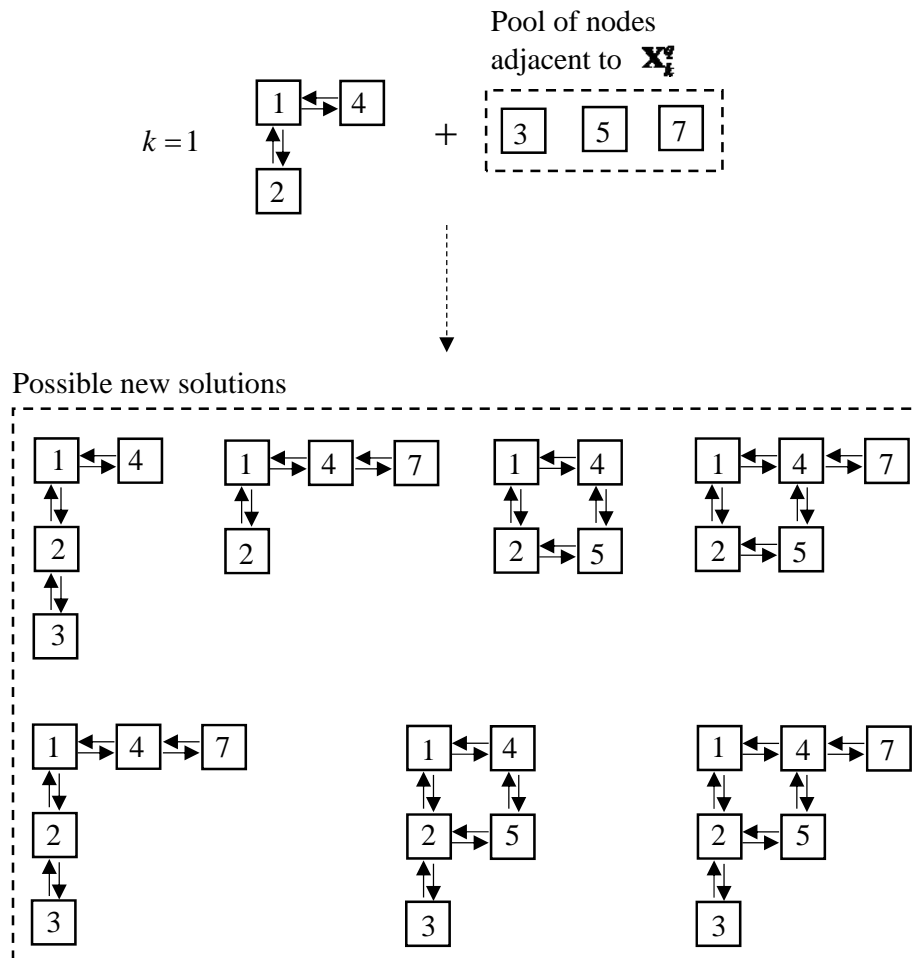 Pool of nodes
adjacent to X_k^q
1 4
k = 1 + 3 5 7
2
Possible new solutions
1 4 1 4 7 1 4 1 4 7
2 2 2 5 2 5
3
1 4 7 1 4 1 4 7
2 2 5 2 5
3 3 3